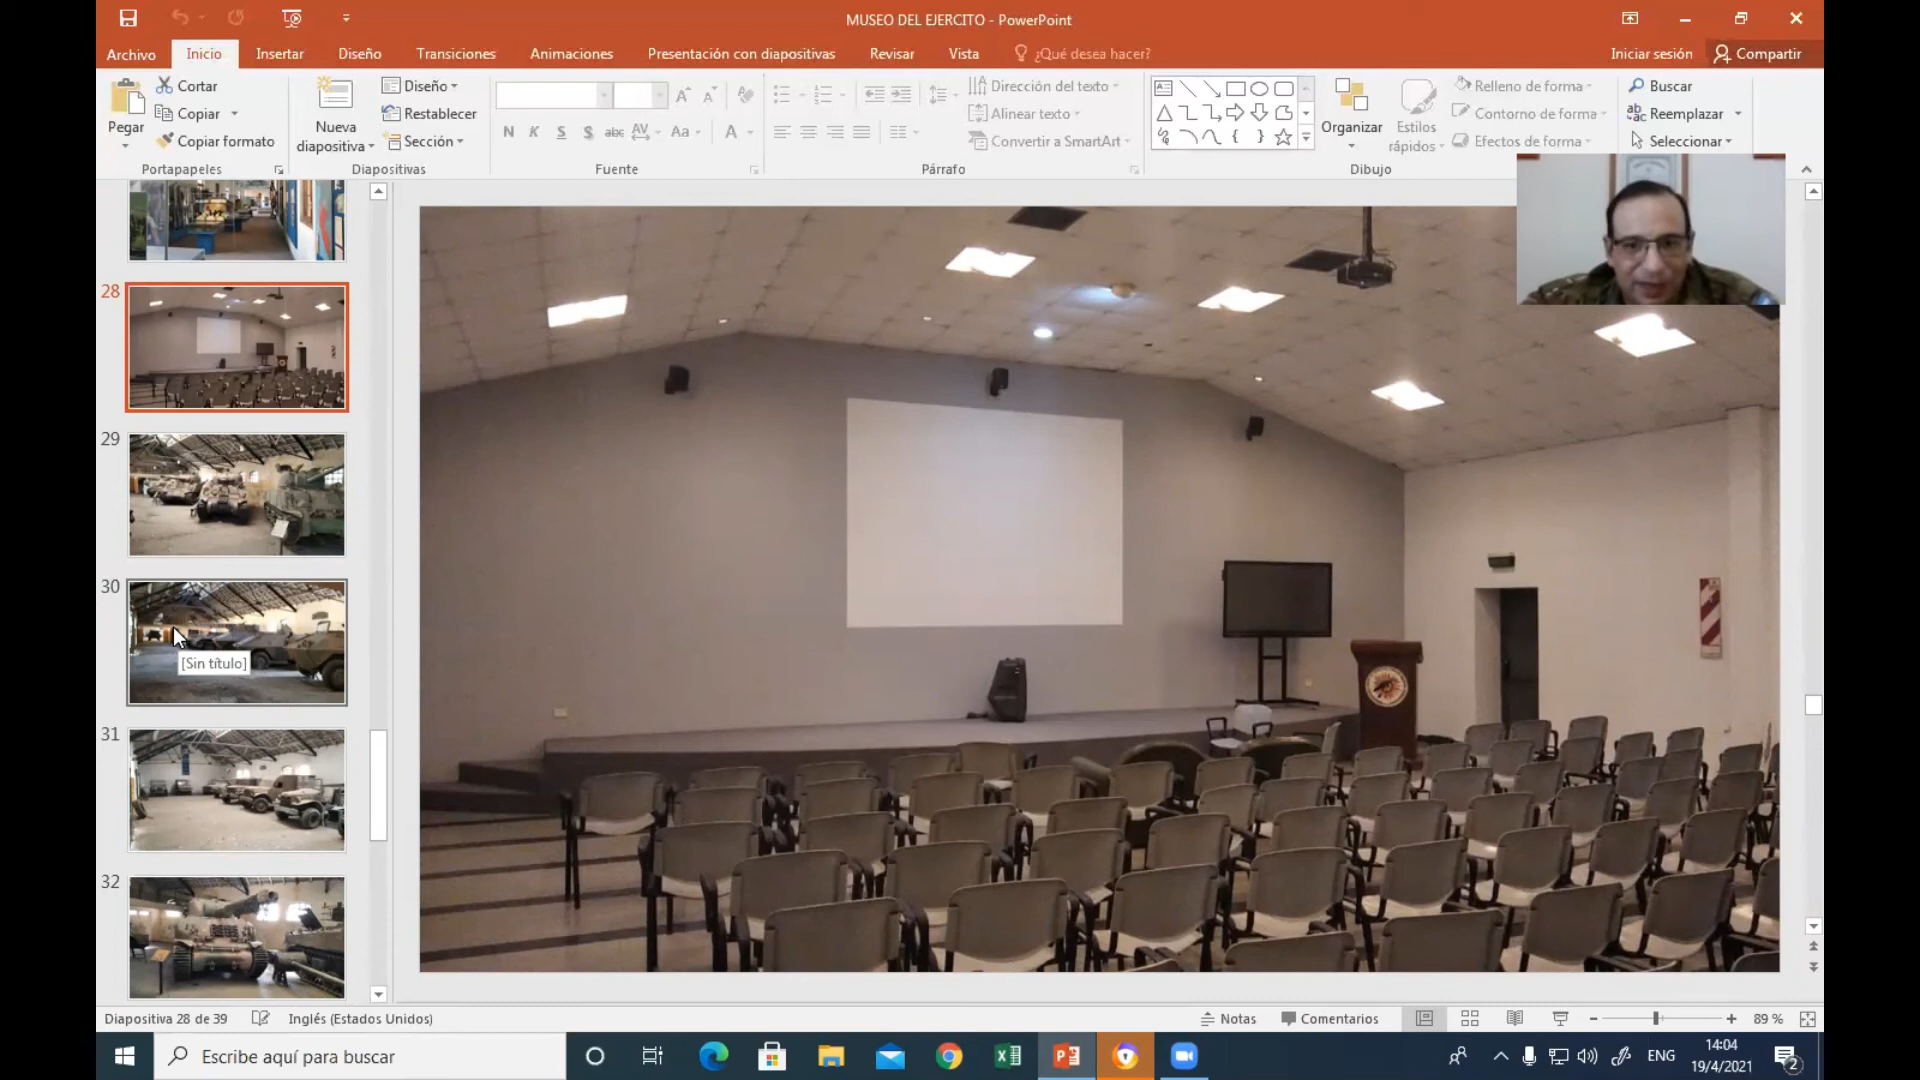 MUSEO DEL EJERCITO - PowerPoint
Archivo Inicio Insertar Diseño Transiciones Animaciones Presentación con diapositivas Revisar Vista ¿Qué desea hacer? Iniciar sesión Compartir
Pegar
Cortar
Copiar
Copiar formato
Portapapeles
Nueva diapositiva
Diseño
Restablecer
Sección
Diapositivas
N K S S abc AV Aa A
Fuente
Dirección del texto
Alinear texto
Convertir a SmartArt
Párrafo
Organizar
Estilos rápidos
Relleno de forma
Contorno de forma
Efectos de forma
Dibujo
Buscar
Reemplazar
Seleccionar
28
29
30
[Sin título]
31
32
Diapositiva 28 de 39 Inglés (Estados Unidos) Notas Comentarios 89 %
Escribe aquí para buscar
ENG
14:04
19/4/2021
2